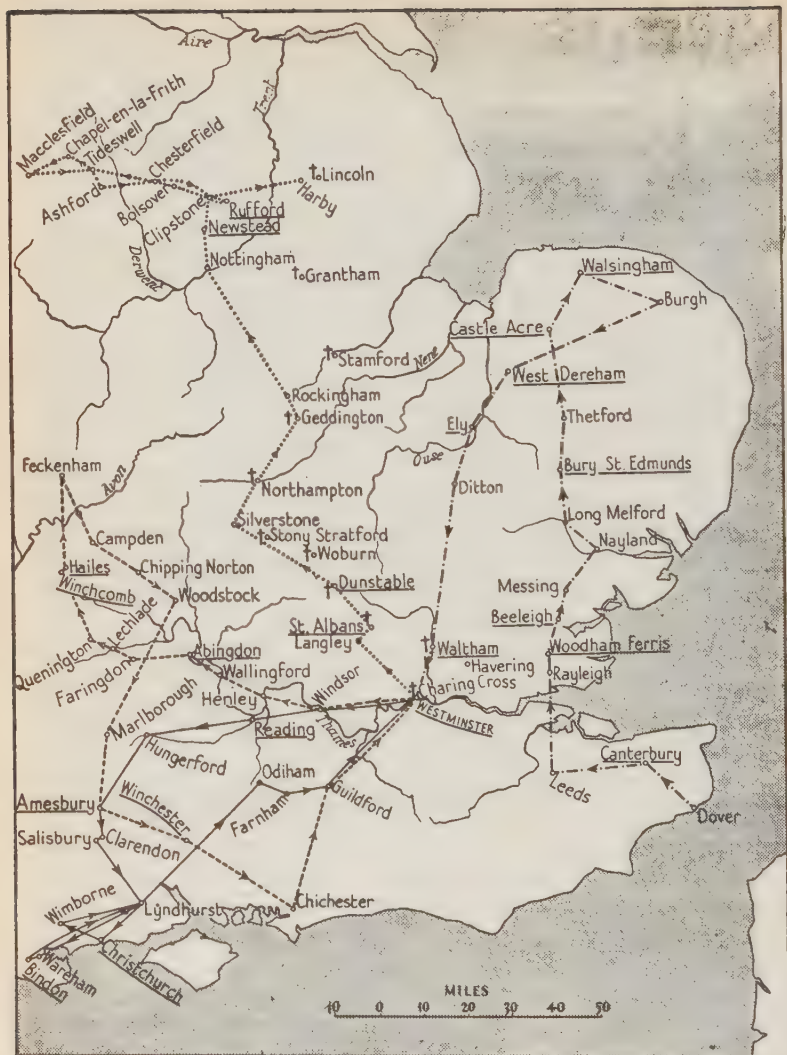 Aire
Trent
Macclesfield
Chapel-en-la-Frith
Tideswell
Chesterfield
Ashford
Bolsover
Clipstone
Lincoln
Harby
Rufford
Newstead
Derwent
Nottingham
Grantham
Walsingham
Burgh
Castle Acre
Stamford
Nene
West Dereham
Rockingham
Geddington
Thetford
Ely
Ouse
Feckenham
Avon
Bury St. Edmunds
Northampton
Ditton
Silverstone
Long Melford
Campden
Stony Stratford
Nayland
Woburn
Hailes
Chipping Norton
Winchcomb
Woodstock
Dunstable
Messing
Beeleigh
St. Albans
Langley
Waltham
Woodham Ferris
Quenington
Lechlade
Abingdon
Havering
Faringdon
Wallingford
Charing Cross
Rayleigh
Henley
Windsor
WESTMINSTER
Marlborough
Thames
Reading
Hungerford
Canterbury
Odiham
Leeds
Amesbury
Winchester
Farnham
Guildford
Dover
Salisbury
Clarendon
Wimborne
Lyndhurst
Chichester
Wareham
Bindon
Christchurch
MILES
10 0 10 20 30 40 50